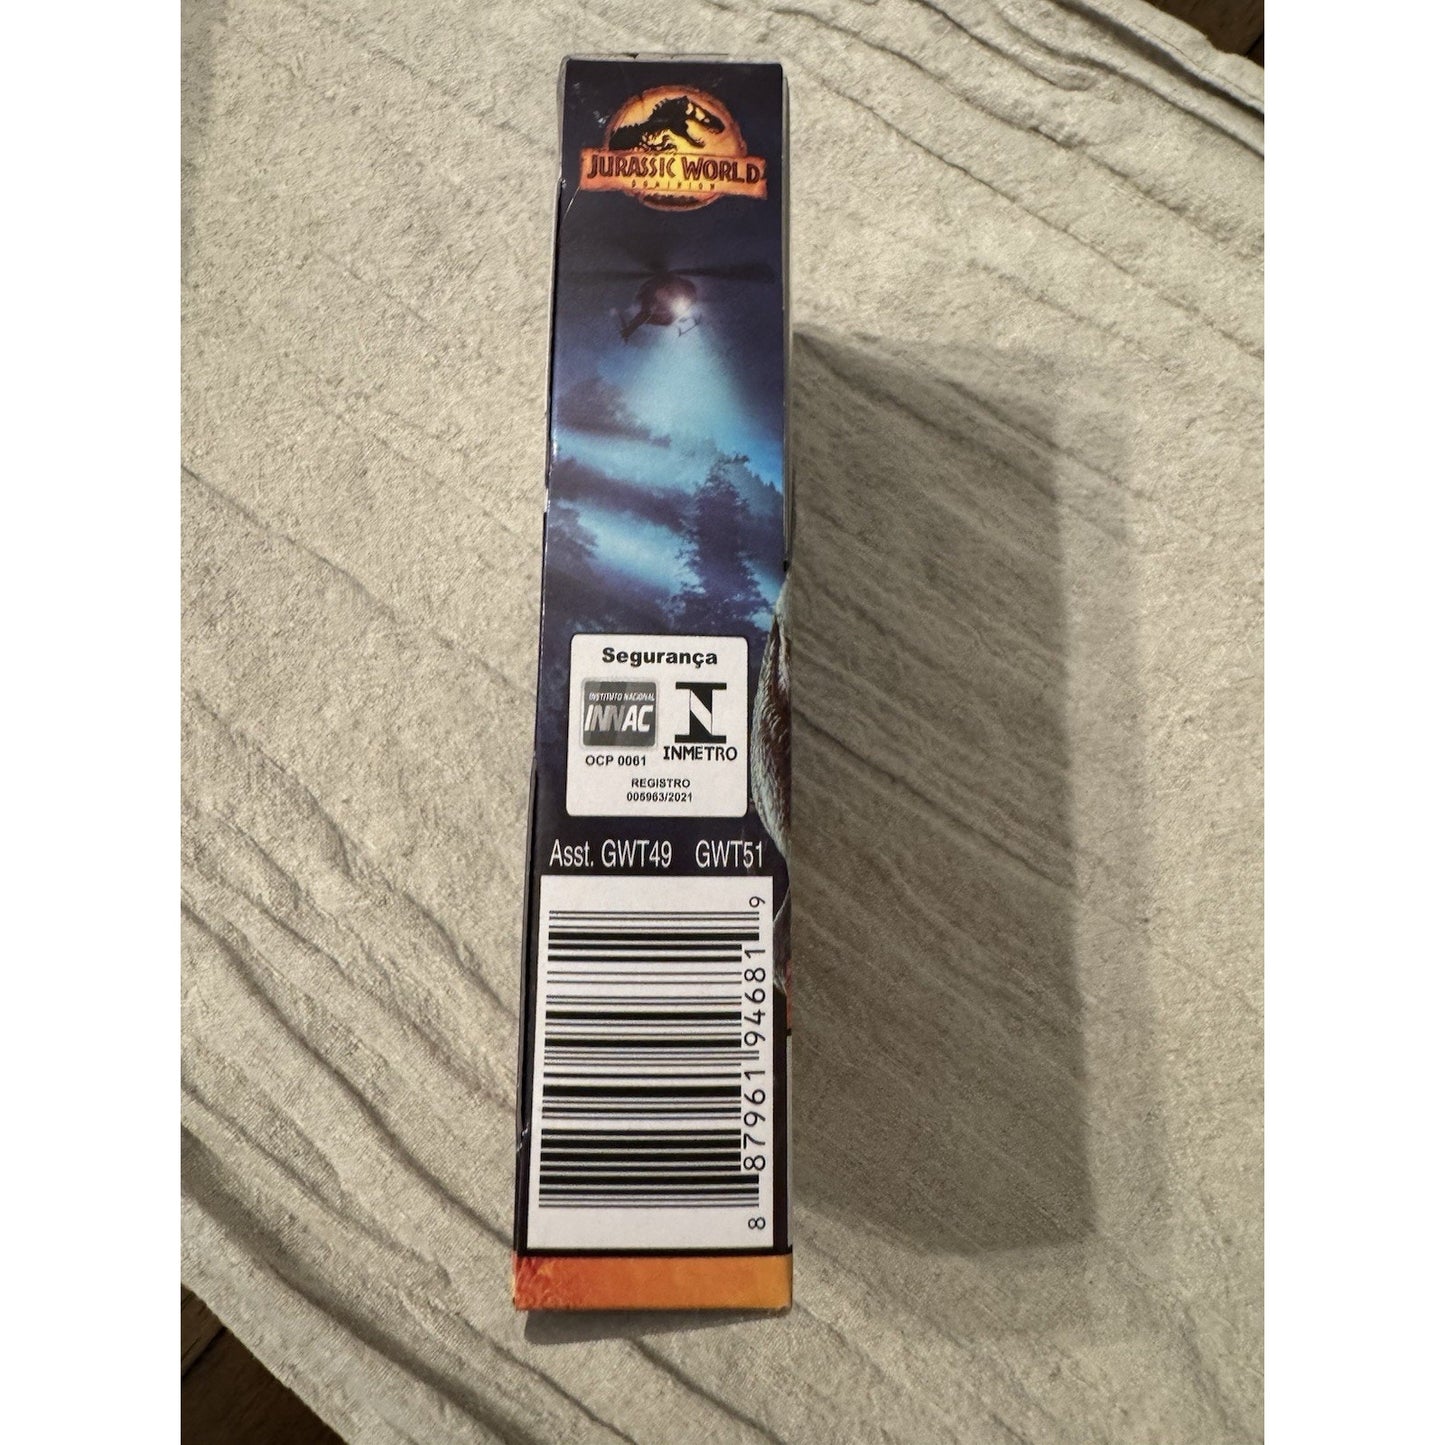 JURASSIC WORLD
DOMINION
Segurança
INSTITUTO NACIONAL
INNAC
INMETRO
OCP 0061
REGISTRO
005963/2021
Asst. GWT49 GWT51
8 87961 94681 9